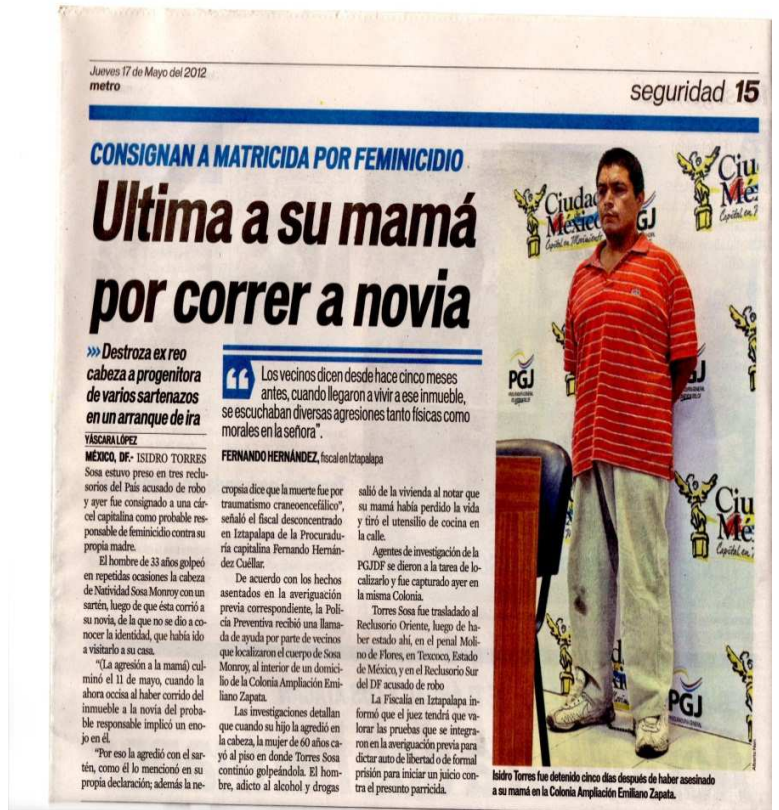 Jueves 17 de Mayo del 2012
metro
seguridad 15
CONSIGNAN A MATRICIDA POR FEMINICIDIO
Ultima a su mamá
por correr a novia
»» Destroza ex reo
cabeza a progenitora
de varios sartenazos
en un arranque de ira
Los vecinos dicen desde hace cinco meses
antes, cuando llegaron a vivir a ese inmueble,
se escuchaban diversas agresiones tanto físicas como
morales en la señora".
FERNANDO HERNÁNDEZ, fiscal en Iztapalapa
YÁSCARA LÓPEZ
MÉXICO, DF.- ISIDRO TORRES
Sosa estuvo preso en tres reclu-
sorios del País acusado de robo
y ayer fue consignado a una cár-
cel capitalina como probable res-
ponsable de feminicidio contra su
propia madre.
El hombre de 33 años golpeó
en repetidas ocasiones la cabeza
de Natividad Sosa Monroy con un
sartén, luego de que ésta corrió a
su novia, de la que no se dio a co-
nocer la identidad, que había ido
a visitarlo a su casa.
"(La agresión a la mamá) cul-
minó el 11 de mayo, cuando la
ahora occisa al haber corrido del
inmueble a la novia del proba-
ble responsable implicó un eno-
jo en él.
"Por eso la agredió con el sar-
tén, como él lo mencionó en su
propia declaración; además la ne-
cropsia dice que la muerte fue por
traumatismo craneoencefálico",
señaló el fiscal desconcentrado
en Iztapalapa de la Procuradu-
ría capitalina Fernando Hernán-
dez Cuéllar.
De acuerdo con los hechos
asentados en la averiguación
previa correspondiente, la Poli-
cía Preventiva recibió una llama-
da de ayuda por parte de vecinos
que localizaron el cuerpo de Sosa
Monroy, al interior de un domici-
lio de la Colonia Ampliación Emi-
liano Zapata.
Las investigaciones detallan
que cuando su hijo la agredió en
la cabeza, la mujer de 60 años ca-
yó al piso en donde Torres Sosa
continúo golpeándola. El hom-
bre, adicto al alcohol y drogas
salió de la vivienda al notar que
su mamá había perdido la vida
y tiró el utensilio de cocina en
la calle.
Agentes de investigación de la
PGJDF se dieron a la tarea de lo-
calizarlo y fue capturado ayer en
la misma Colonia.
Torres Sosa fue trasladado al
Reclusorio Oriente, luego de ha-
ber estado ahí, en el penal Moli-
no de Flores, en Texcoco, Estado
de México, y en el Reclusorio Sur
del DF acusado de robo
La Fiscalía en Iztapalapa in-
formó que el juez tendrá que va-
lorar las pruebas que se integra-
ron en la averiguación previa para
dictar auto de libertad o de formal
prisión para iniciar un juicio con-
tra el presunto parricida.
Ciudad
México
Capital en Movimiento
GJ
Ciu
Mé
Capital en
PGJ
Ciu
Mé
Capital en
PGJ
Isidro Torres fue detenido cinco días después de haber asesinado
a su mamá en la Colonia Ampliación Emiliano Zapata.